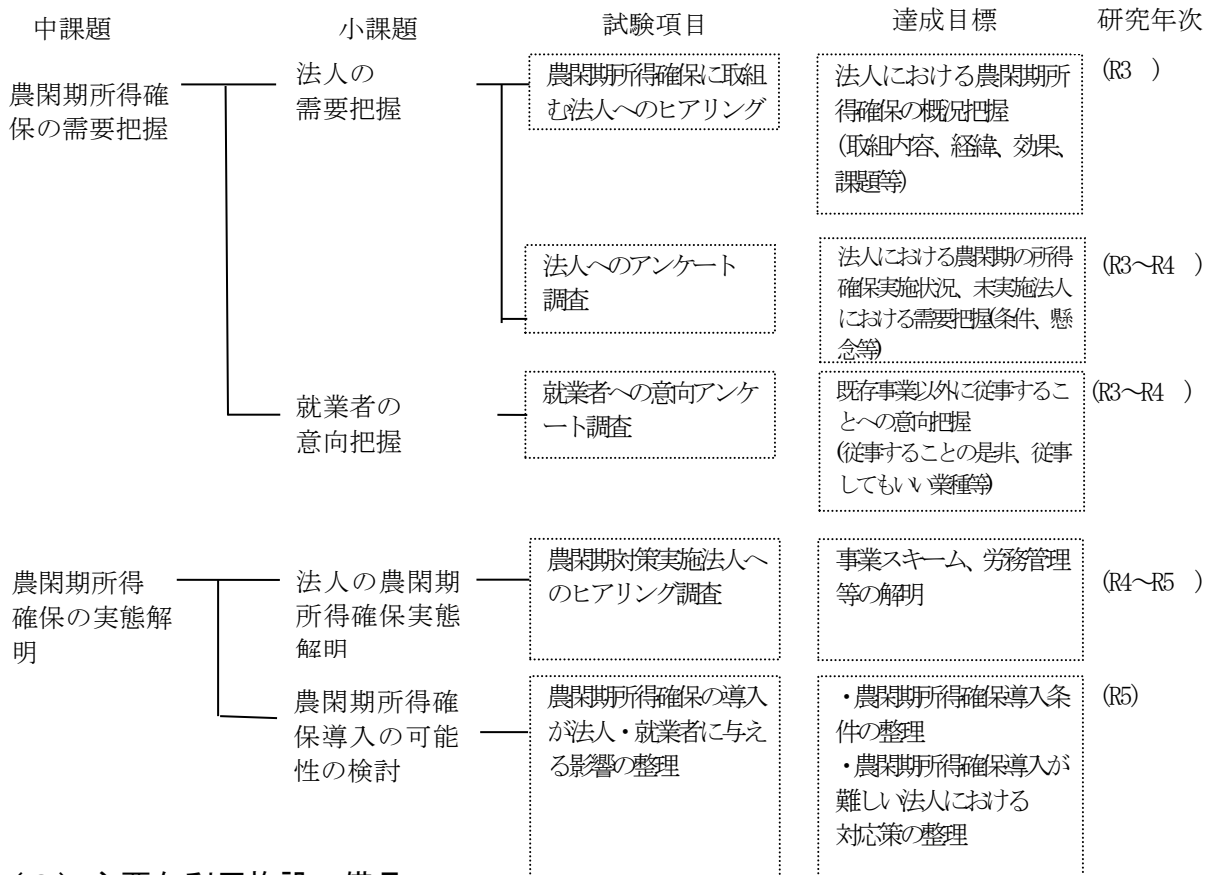 中課題 小課題 試験項目 達成目標 研究年次
農閑期所得確
保の需要把握
法人の
需要把握
農閑期所得確保に取組
む法人へのヒアリング
法人における農閑期所
得確保の概況把握
(取組内容、経緯、効果、
課題等)
(R3 )
法人へのアンケート
調査
法人における農閑期の所得
確保実施状況、未実施法人
における需要把握(条件、懸
念等)
(R3~R4 )
就業者の
意向把握
就業者への意向アンケ
ート調査
既存事業以外に従事するこ
とへの意向把握
(従事することの是非、従事
してもいい業種等)
(R3~R4 )
農閑期所得
確保の実態解
明
法人の農閑期
所得確保実態
解明
農閑期対策実施法人へ
のヒアリング調査
事業スキーム、労務管理
等の解明
(R4~R5 )
農閑期所得確
保導入の可能
性の検討
農閑期所得確保の導入
が法人・就業者に与え
る影響の整理
・農閑期所得確保導入条
件の整理
・農閑期所得確保導入が
難しい法人における
対応策の整理
(R5)